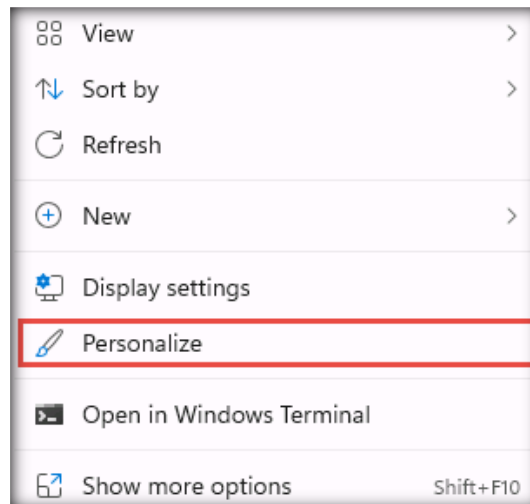 View
Sort by
Refresh
New
Display settings
Personalize
Open in Windows Terminal
Show more options Shift+F10